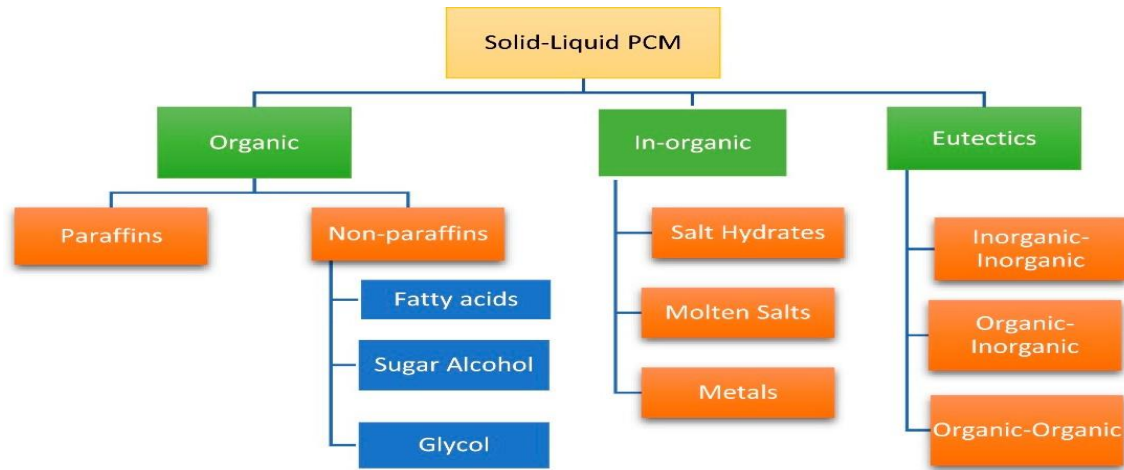 Solid-Liquid PCM
Organic
In-organic
Eutectics
Paraffins
Non-paraffins
Fatty acids
Sugar Alcohol
Glycol
Salt Hydrates
Molten Salts
Metals
Inorganic-
Inorganic
Organic-
Inorganic
Organic-Organic